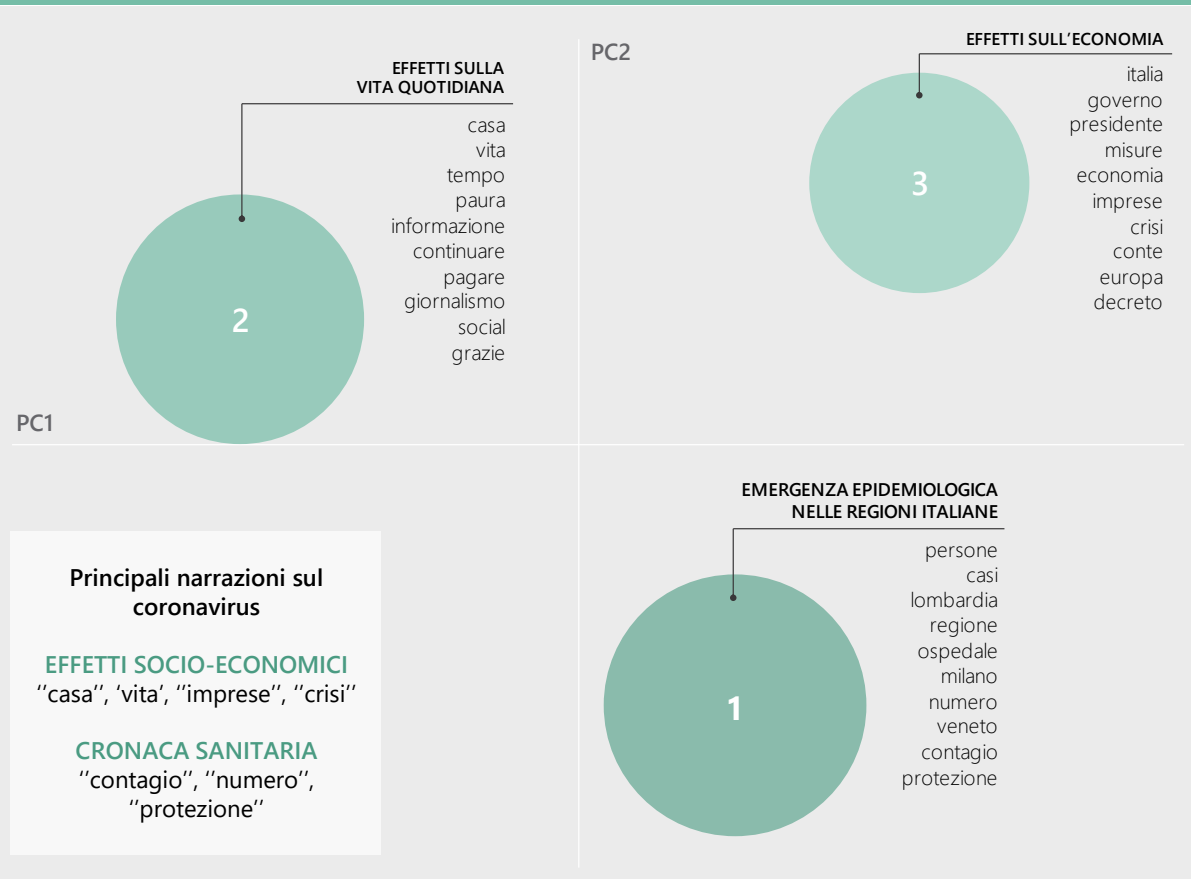 EFFETTI SULLA
VITA QUOTIDIANA
casa
vita
tempo
paura
informazione
continuare
pagare
giornalismo
social
grazie
2
PC1
PC2
EFFETTI SULL’ECONOMIA
italia
governo
presidente
misure
economia
imprese
crisi
conte
europa
decreto
3
Principali narrazioni sul
coronavirus
EFFETTI SOCIO-ECONOMICI
‘‘casa’’, ‘vita‘, ‘‘imprese’’, ‘‘crisi’’
CRONACA SANITARIA
‘‘contagio’’, ‘‘numero’’,
‘‘protezione’’
EMERGENZA EPIDEMIOLOGICA
NELLE REGIONI ITALIANE
persone
casi
lombardia
regione
ospedale
milano
numero
veneto
contagio
protezione
1